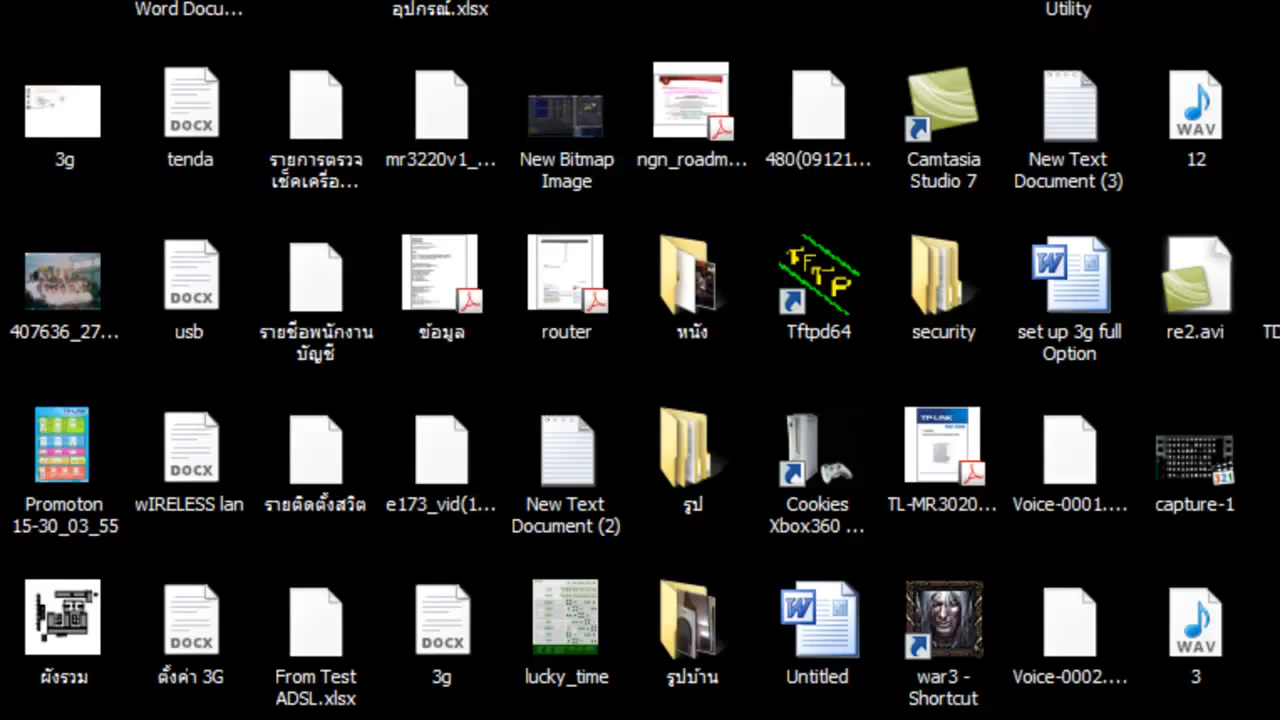 Word Docu...
อุปกรณ์.xlsx
Utility
DOCX
WAV
3g
tenda
รายการตรวจ
เช็คเครื่อ...
mr3220v1_...
New Bitmap
Image
ngn_roadm...
480(09121...
Camtasia
Studio 7
New Text
Document (3)
12
DOCX
TFTP
407636_27...
usb
รายชื่อพนักงาน
บัญชี
ข้อมูล
router
หนัง
Tftpd64
security
set up 3g full
Option
re2.avi
TD
TP-LINK
DOCX
TP-LINK
321
Promoton
15-30_03_55
wIRELESS lan
รายติดตั้งสวิต
e173_vid(1...
New Text
Document (2)
รูป
Cookies
Xbox360 ...
TL-MR3020...
Voice-0001....
capture-1
DOCX
DOCX
WAV
ผังรวม
ตั้งค่า 3G
From Test
ADSL.xlsx
3g
lucky_time
รูปบ้าน
Untitled
war3 -
Shortcut
Voice-0002....
3